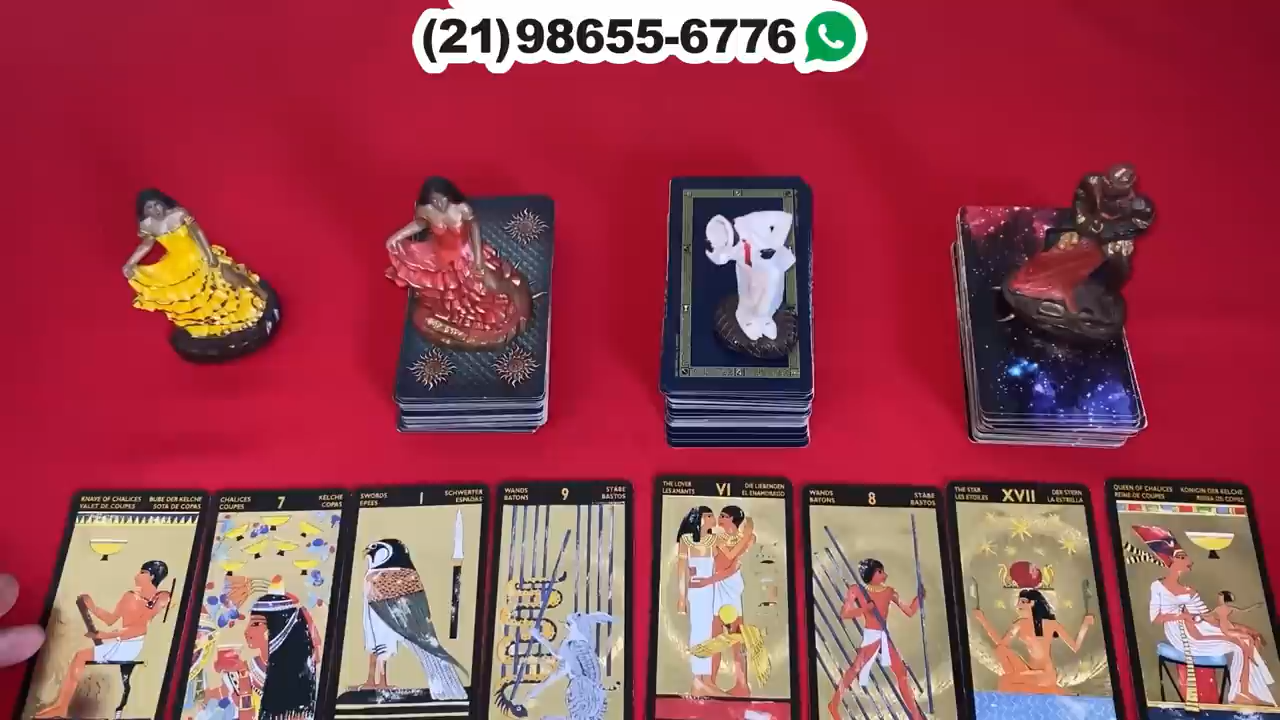 (21)98655-6776
KNAVE OF CHALICES BUBE DER KELCHE
VALET DE COUPES SOTA DE COPAS
CHALICES 7 KELCHE
COUPES COPAS
SWORDS I SCHWERTER
EPEES ESPADAS
WANDS 9 STÄBE
BATONS BASTOS
THE LOVER VI DIE LIEBENDEN
LES AMANTS EL ENAMORADO
WANDS 8 STÄBE
BATONS BASTOS
THE STAR XVII DER STERN
LES ETOILES LA ESTRELLA
QUEEN OF CHALICES KÖNIGIN DER KELCHE
REINE DE COUPES REINA DE COPAS